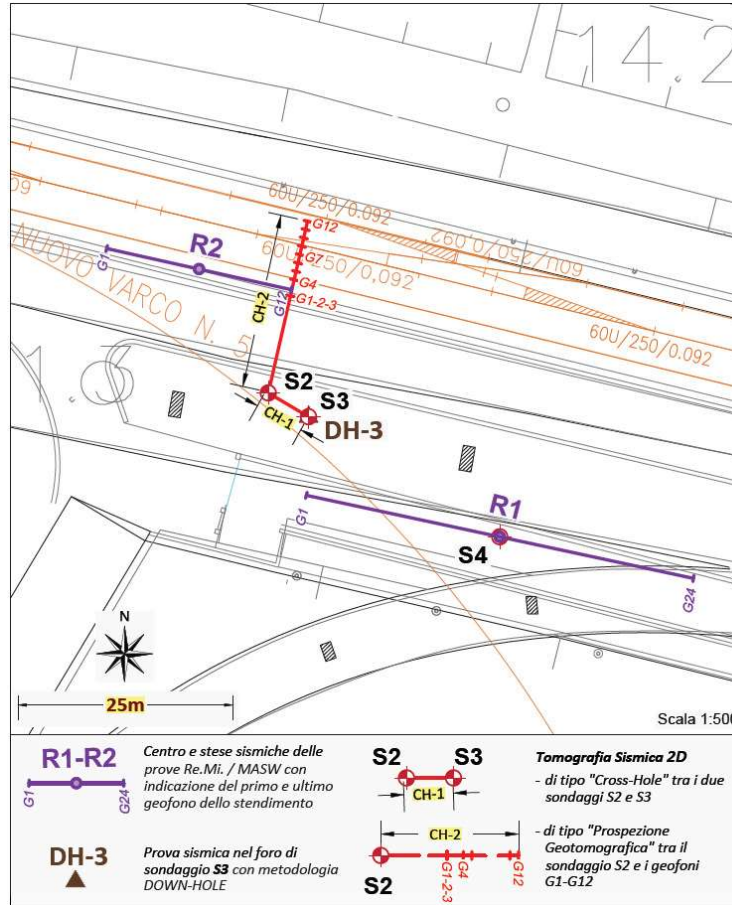 14.2
60U/250/0.092
G12
60U/250/0.092
G7
R2
G1
60U/250/0.092
G4
G12
G1-2-3
CH-2
60U/250/0.092
NUOVO VARCO N. 5
S2
S3
CH-1
DH-3
G1
R1
S4
G24
N
25m
Scala 1:500
R1-R2
G1
G24
Centro e stese sismiche delle
prove Re.Mi. / MASW con
indicazione del primo e ultimo
geofono dello stendimento
DH-3
Prova sismica nel foro di
sondaggio S3 con metodologia
DOWN-HOLE
S2
S3
CH-1
CH-2
S2
G1-2-3
G4
G12
Tomografia Sismica 2D
- di tipo "Cross-Hole" tra i due
sondaggi S2 e S3
- di tipo "Prospezione
Geotomografica" tra il
sondaggio S2 e i geofoni
G1-G12